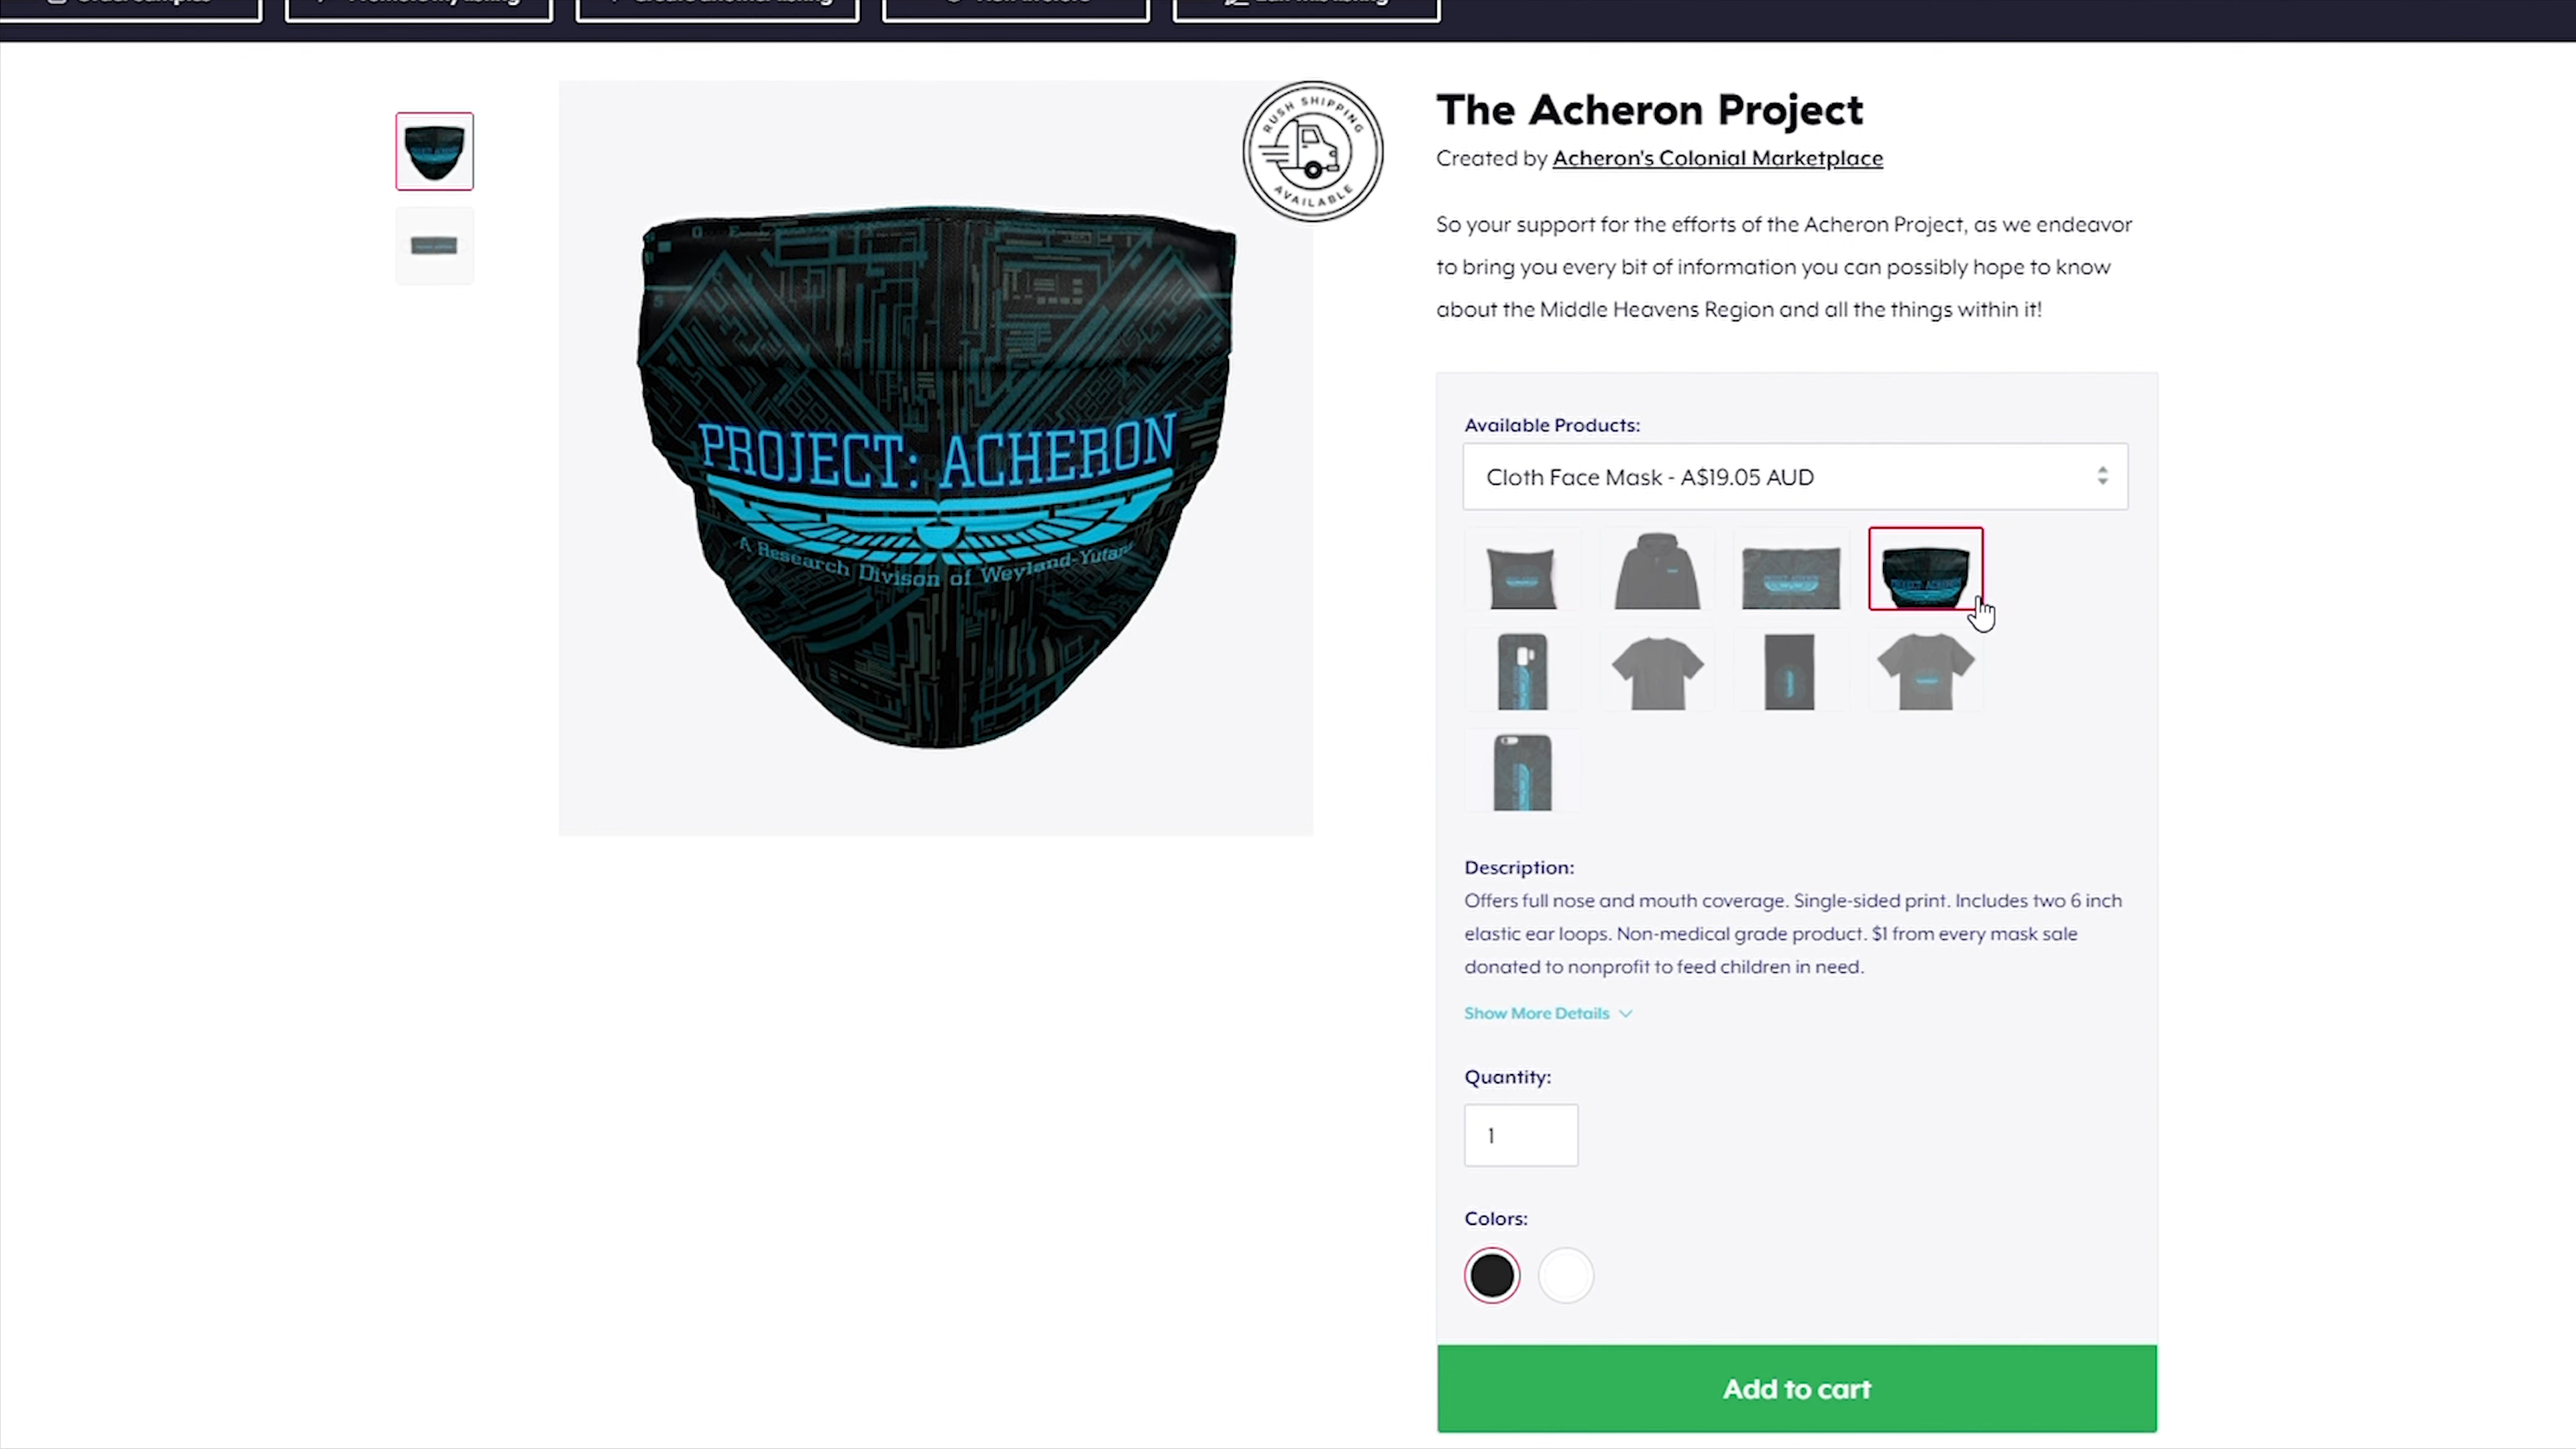 RUSH SHIPPING
AVAILABLE
The Acheron Project
Created by Acheron's Colonial Marketplace
So your support for the efforts of the Acheron Project, as we endeavor
to bring you every bit of information you can possibly hope to know
about the Middle Heavens Region and all the things within it!
PROJECT: ACHERON
A Research Divison of Weyland-Yutani
Available Products:
Cloth Face Mask - A$19.05 AUD
Description:
Offers full nose and mouth coverage. Single-sided print. Includes two 6 inch
elastic ear loops. Non-medical grade product. $1 from every mask sale
donated to nonprofit to feed children in need.
Show More Details
Quantity:
1
Colors:
Add to cart